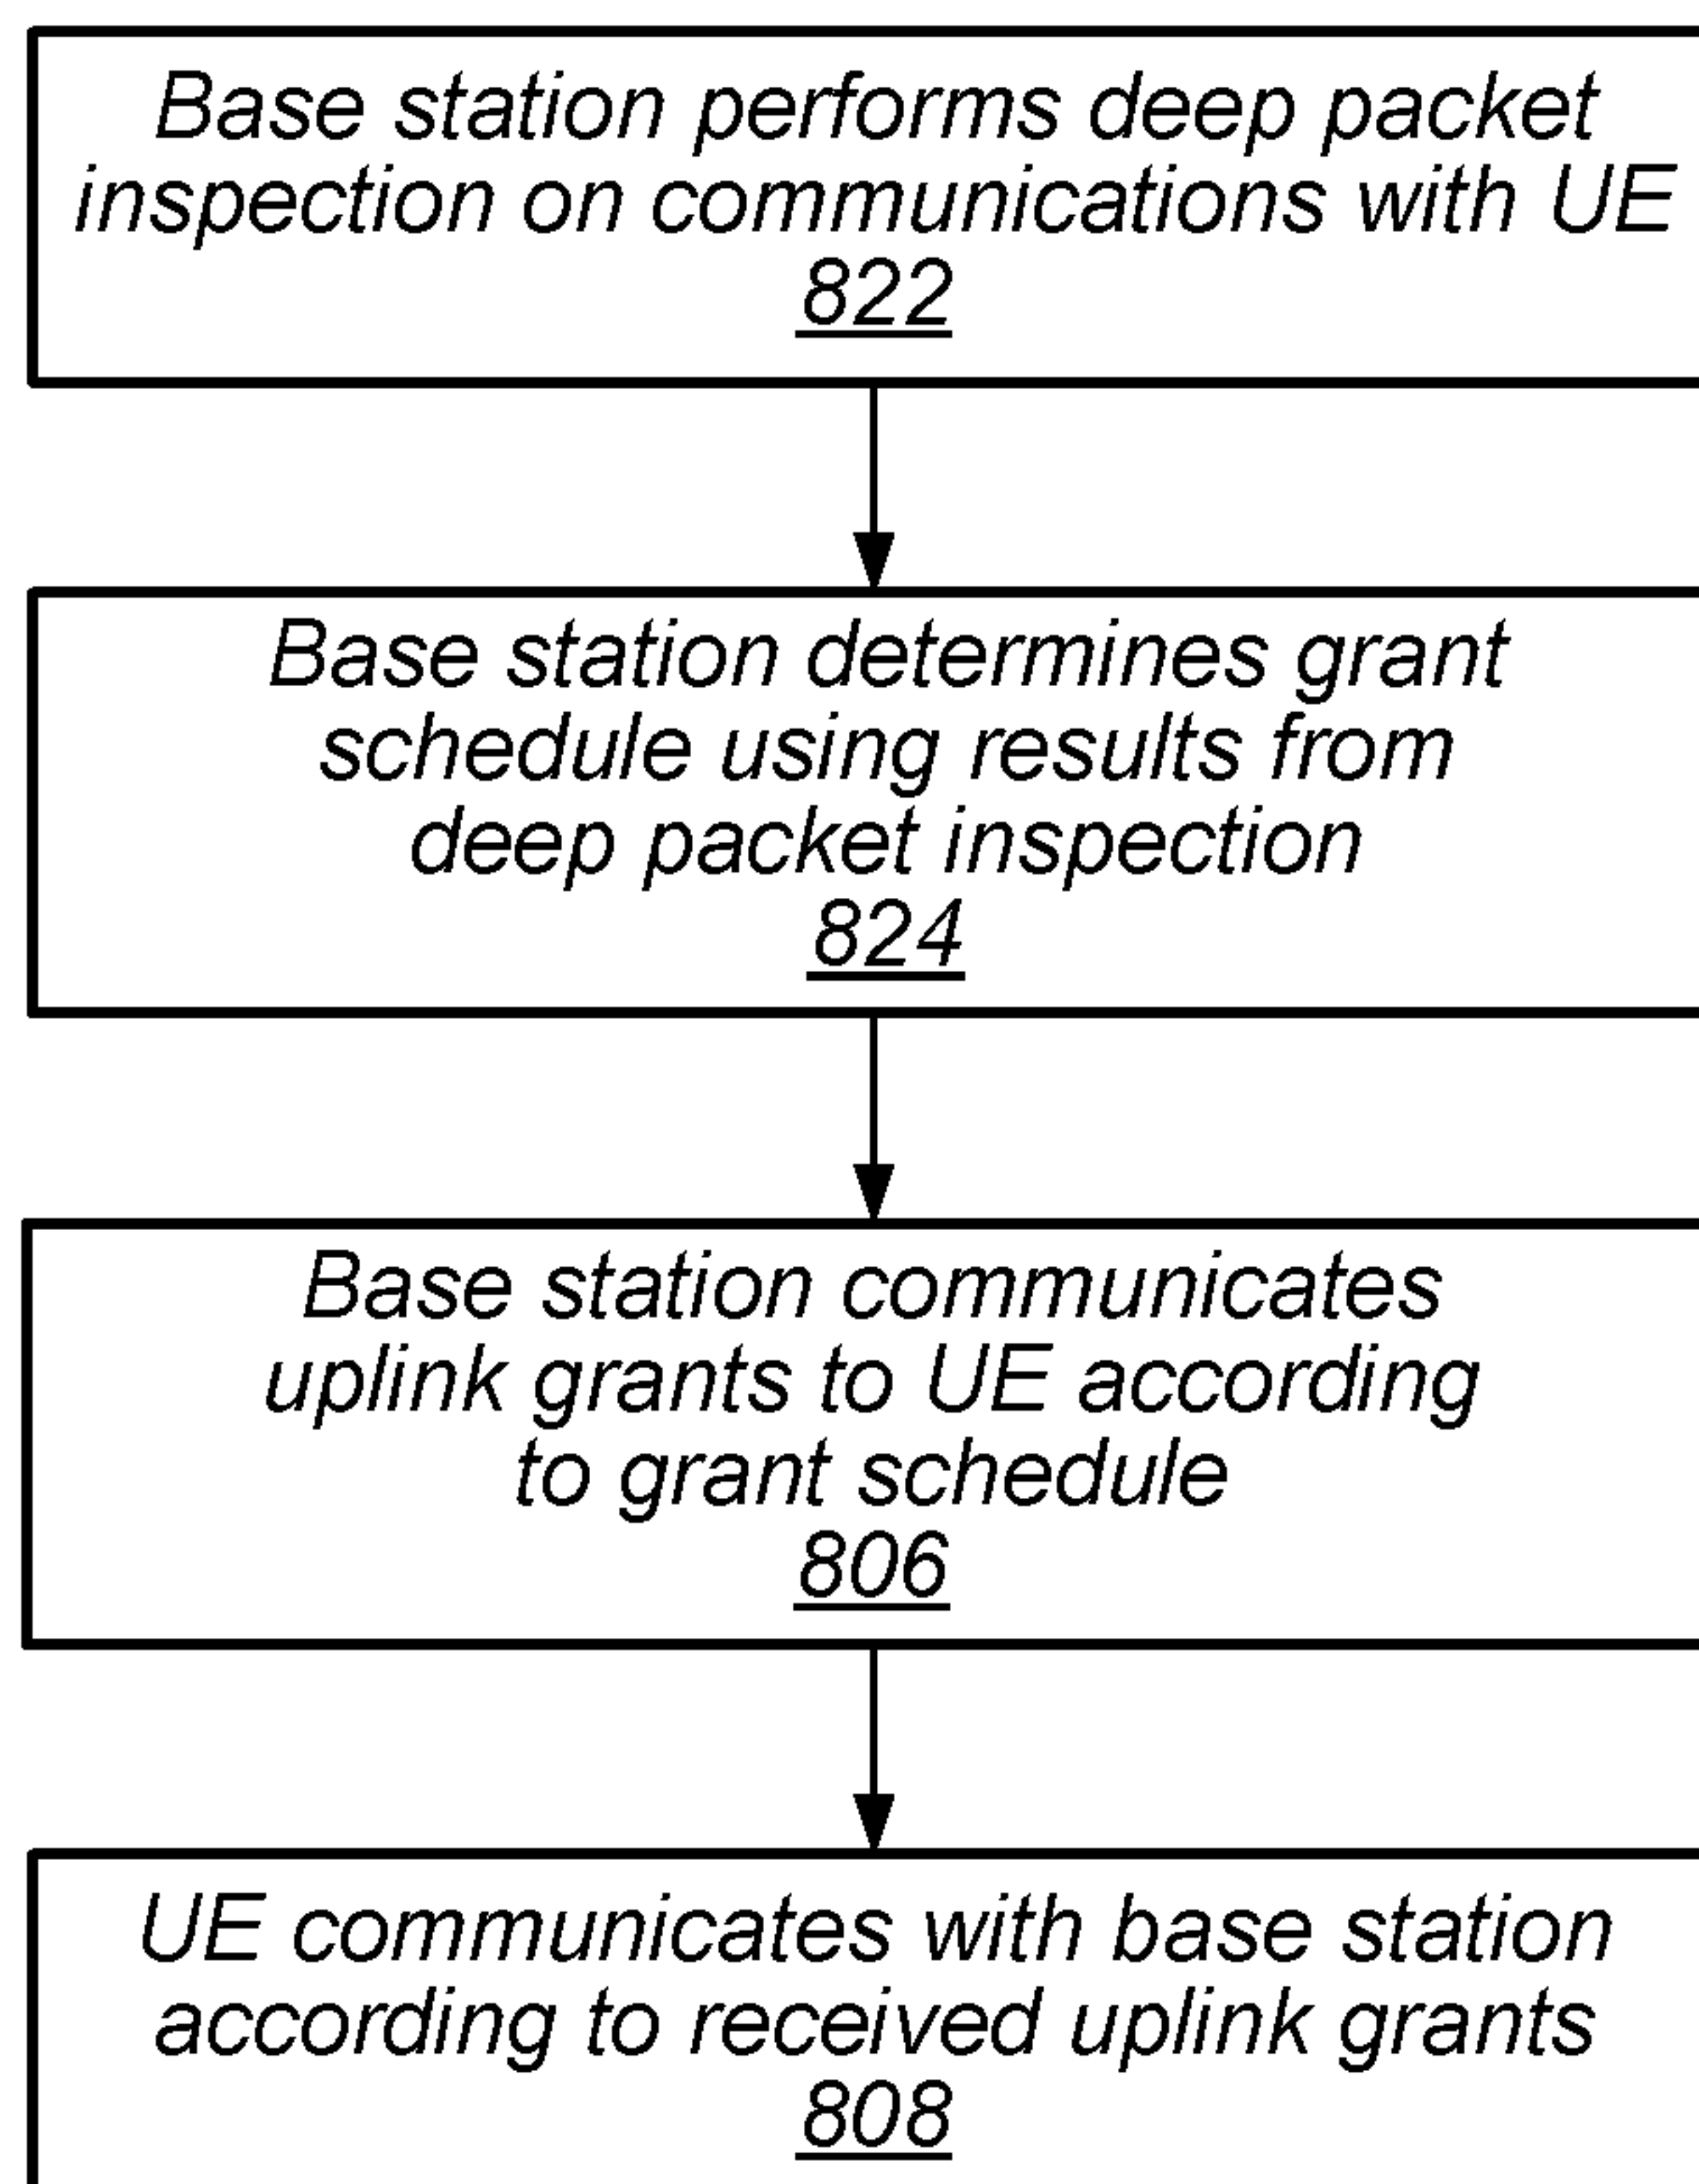 Base station performs deep packet
inspection on communications with UE
822
Base station determines grant
schedule using results from
deep packet inspection
824
Base station communicates
uplink grants to UE according
to grant schedule
806
UE communicates with base station
according to received uplink grants
808